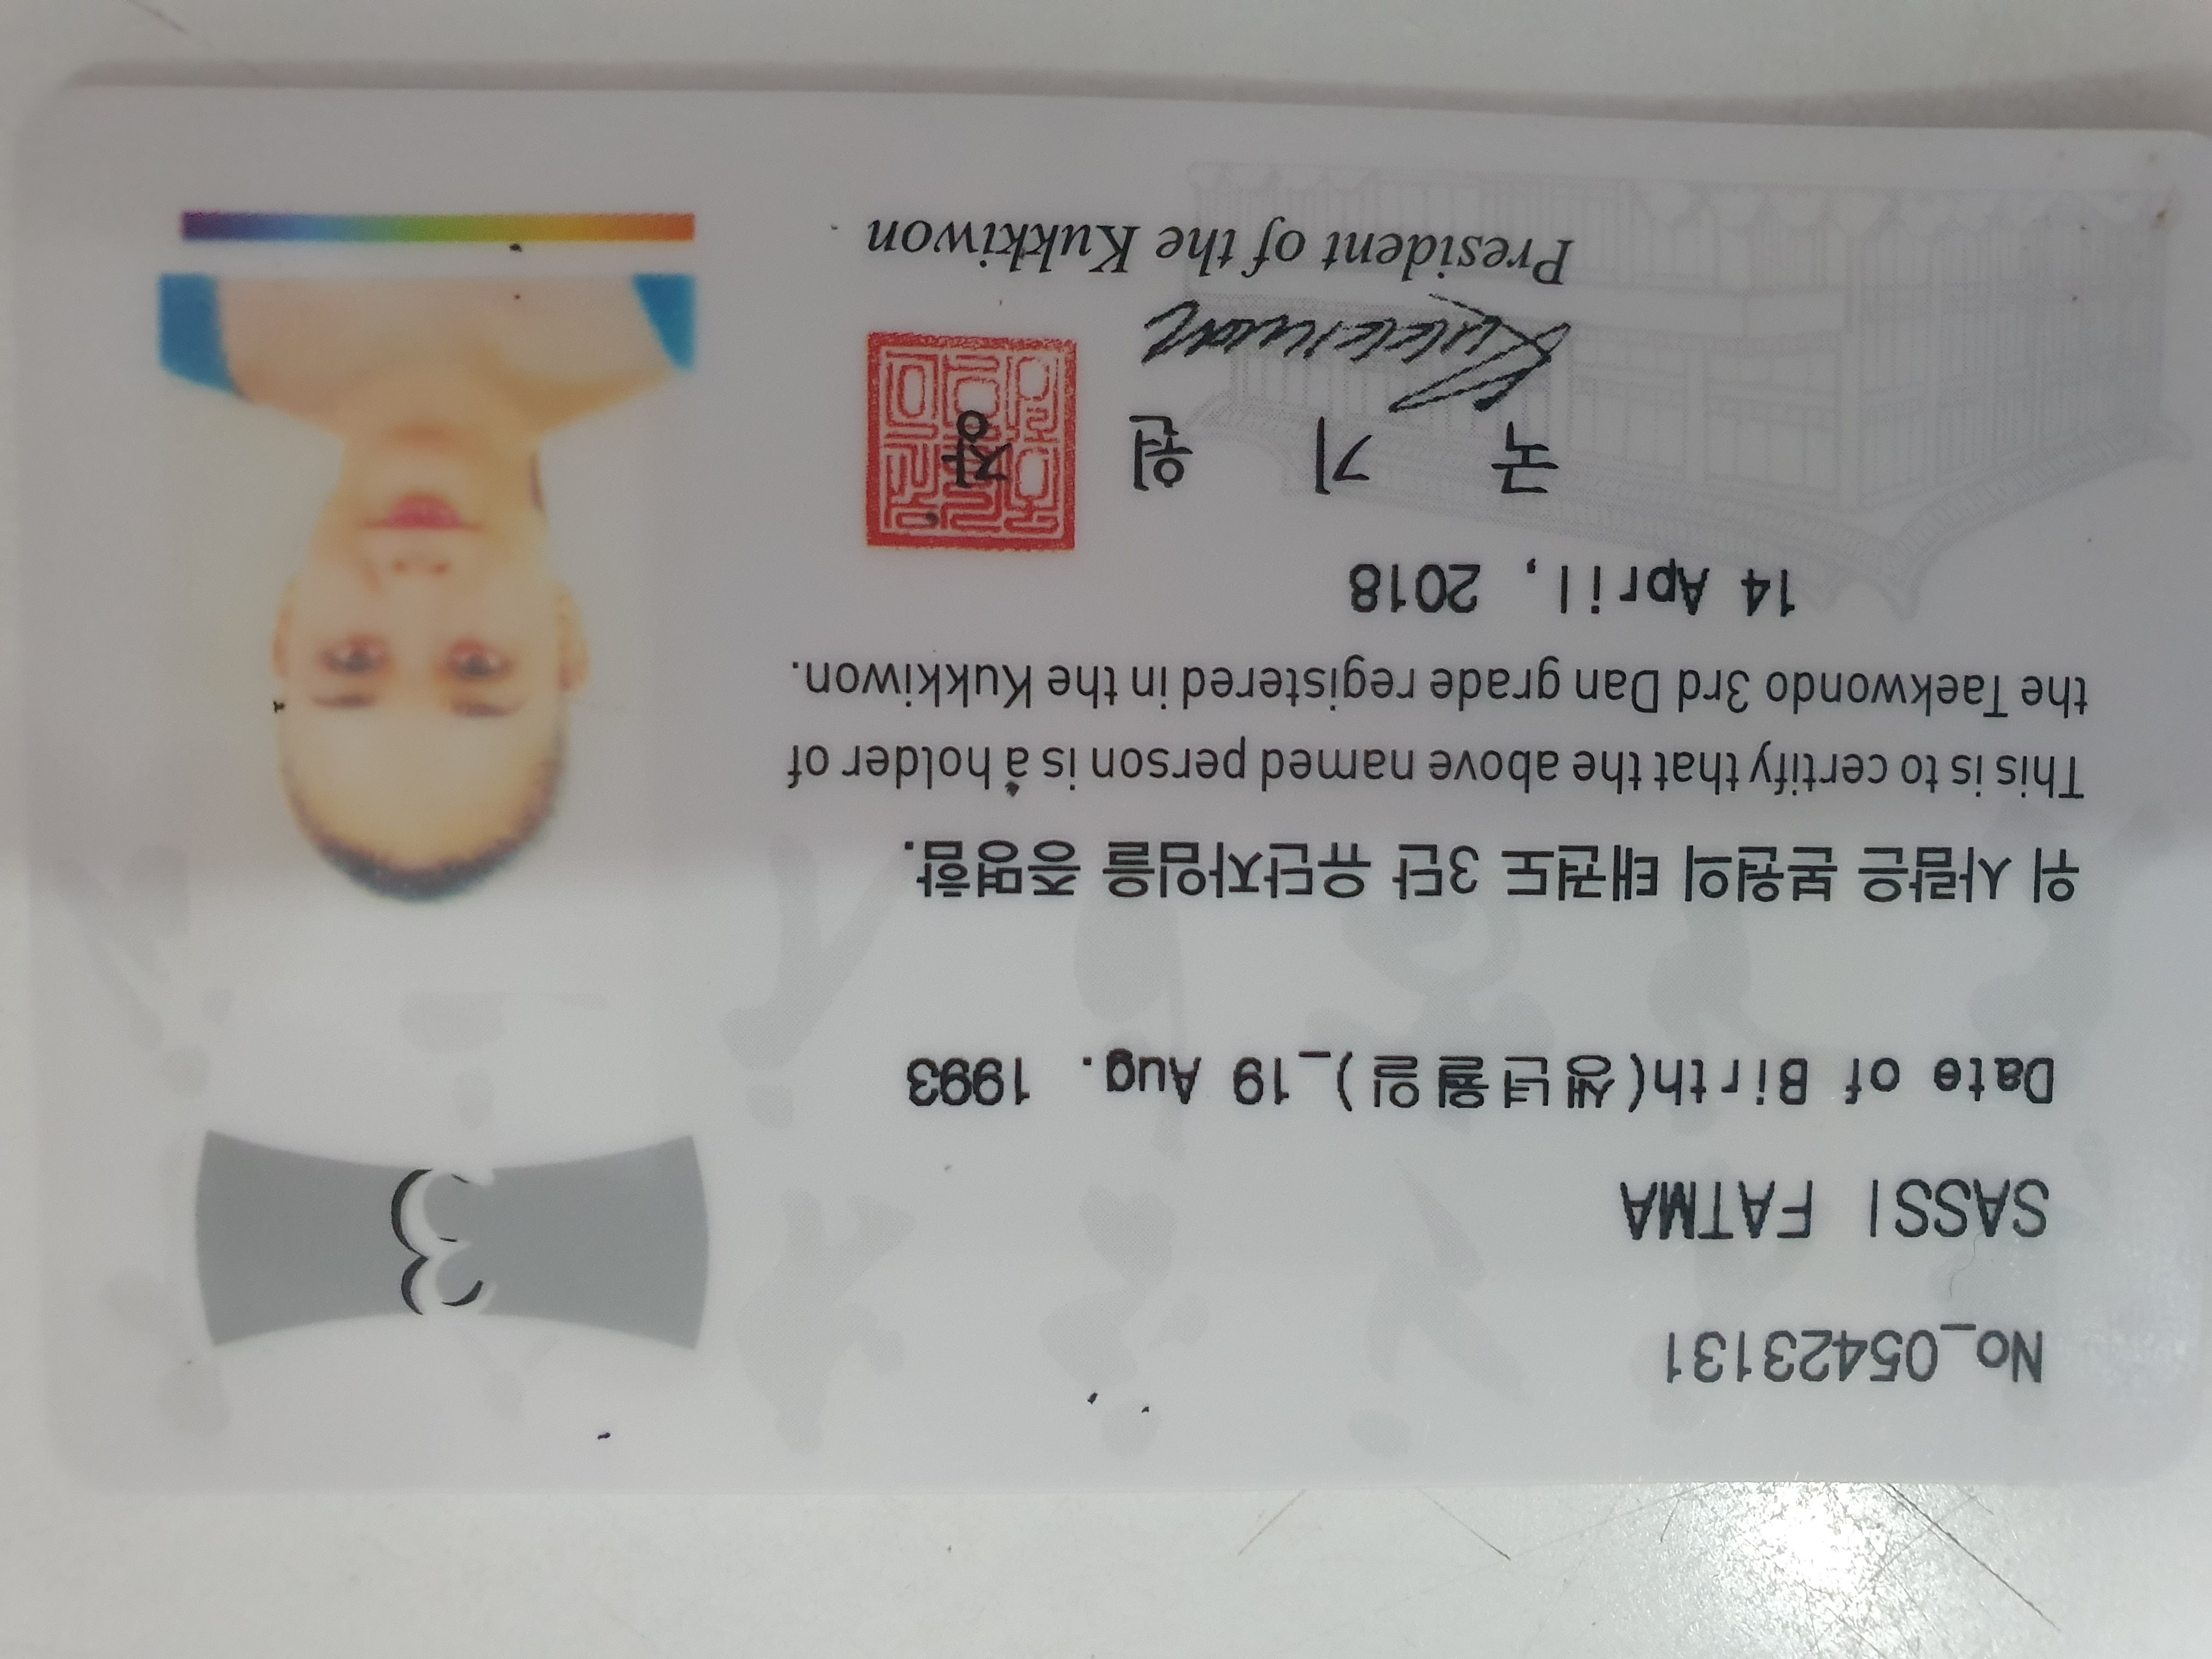 No_05423131
SASSI FATMA
Date of Birth(생년월일)_19 Aug. 1993
위 사람은 본원의 태권도 3단 유단자임을 증명함.
This is to certify that the above named person is a holder of
the Taekwondo 3rd Dan grade registered in the Kukkiwon.
14 April, 2018
국 기 원 장
Kukkiwon
President of the Kukkiwon
3